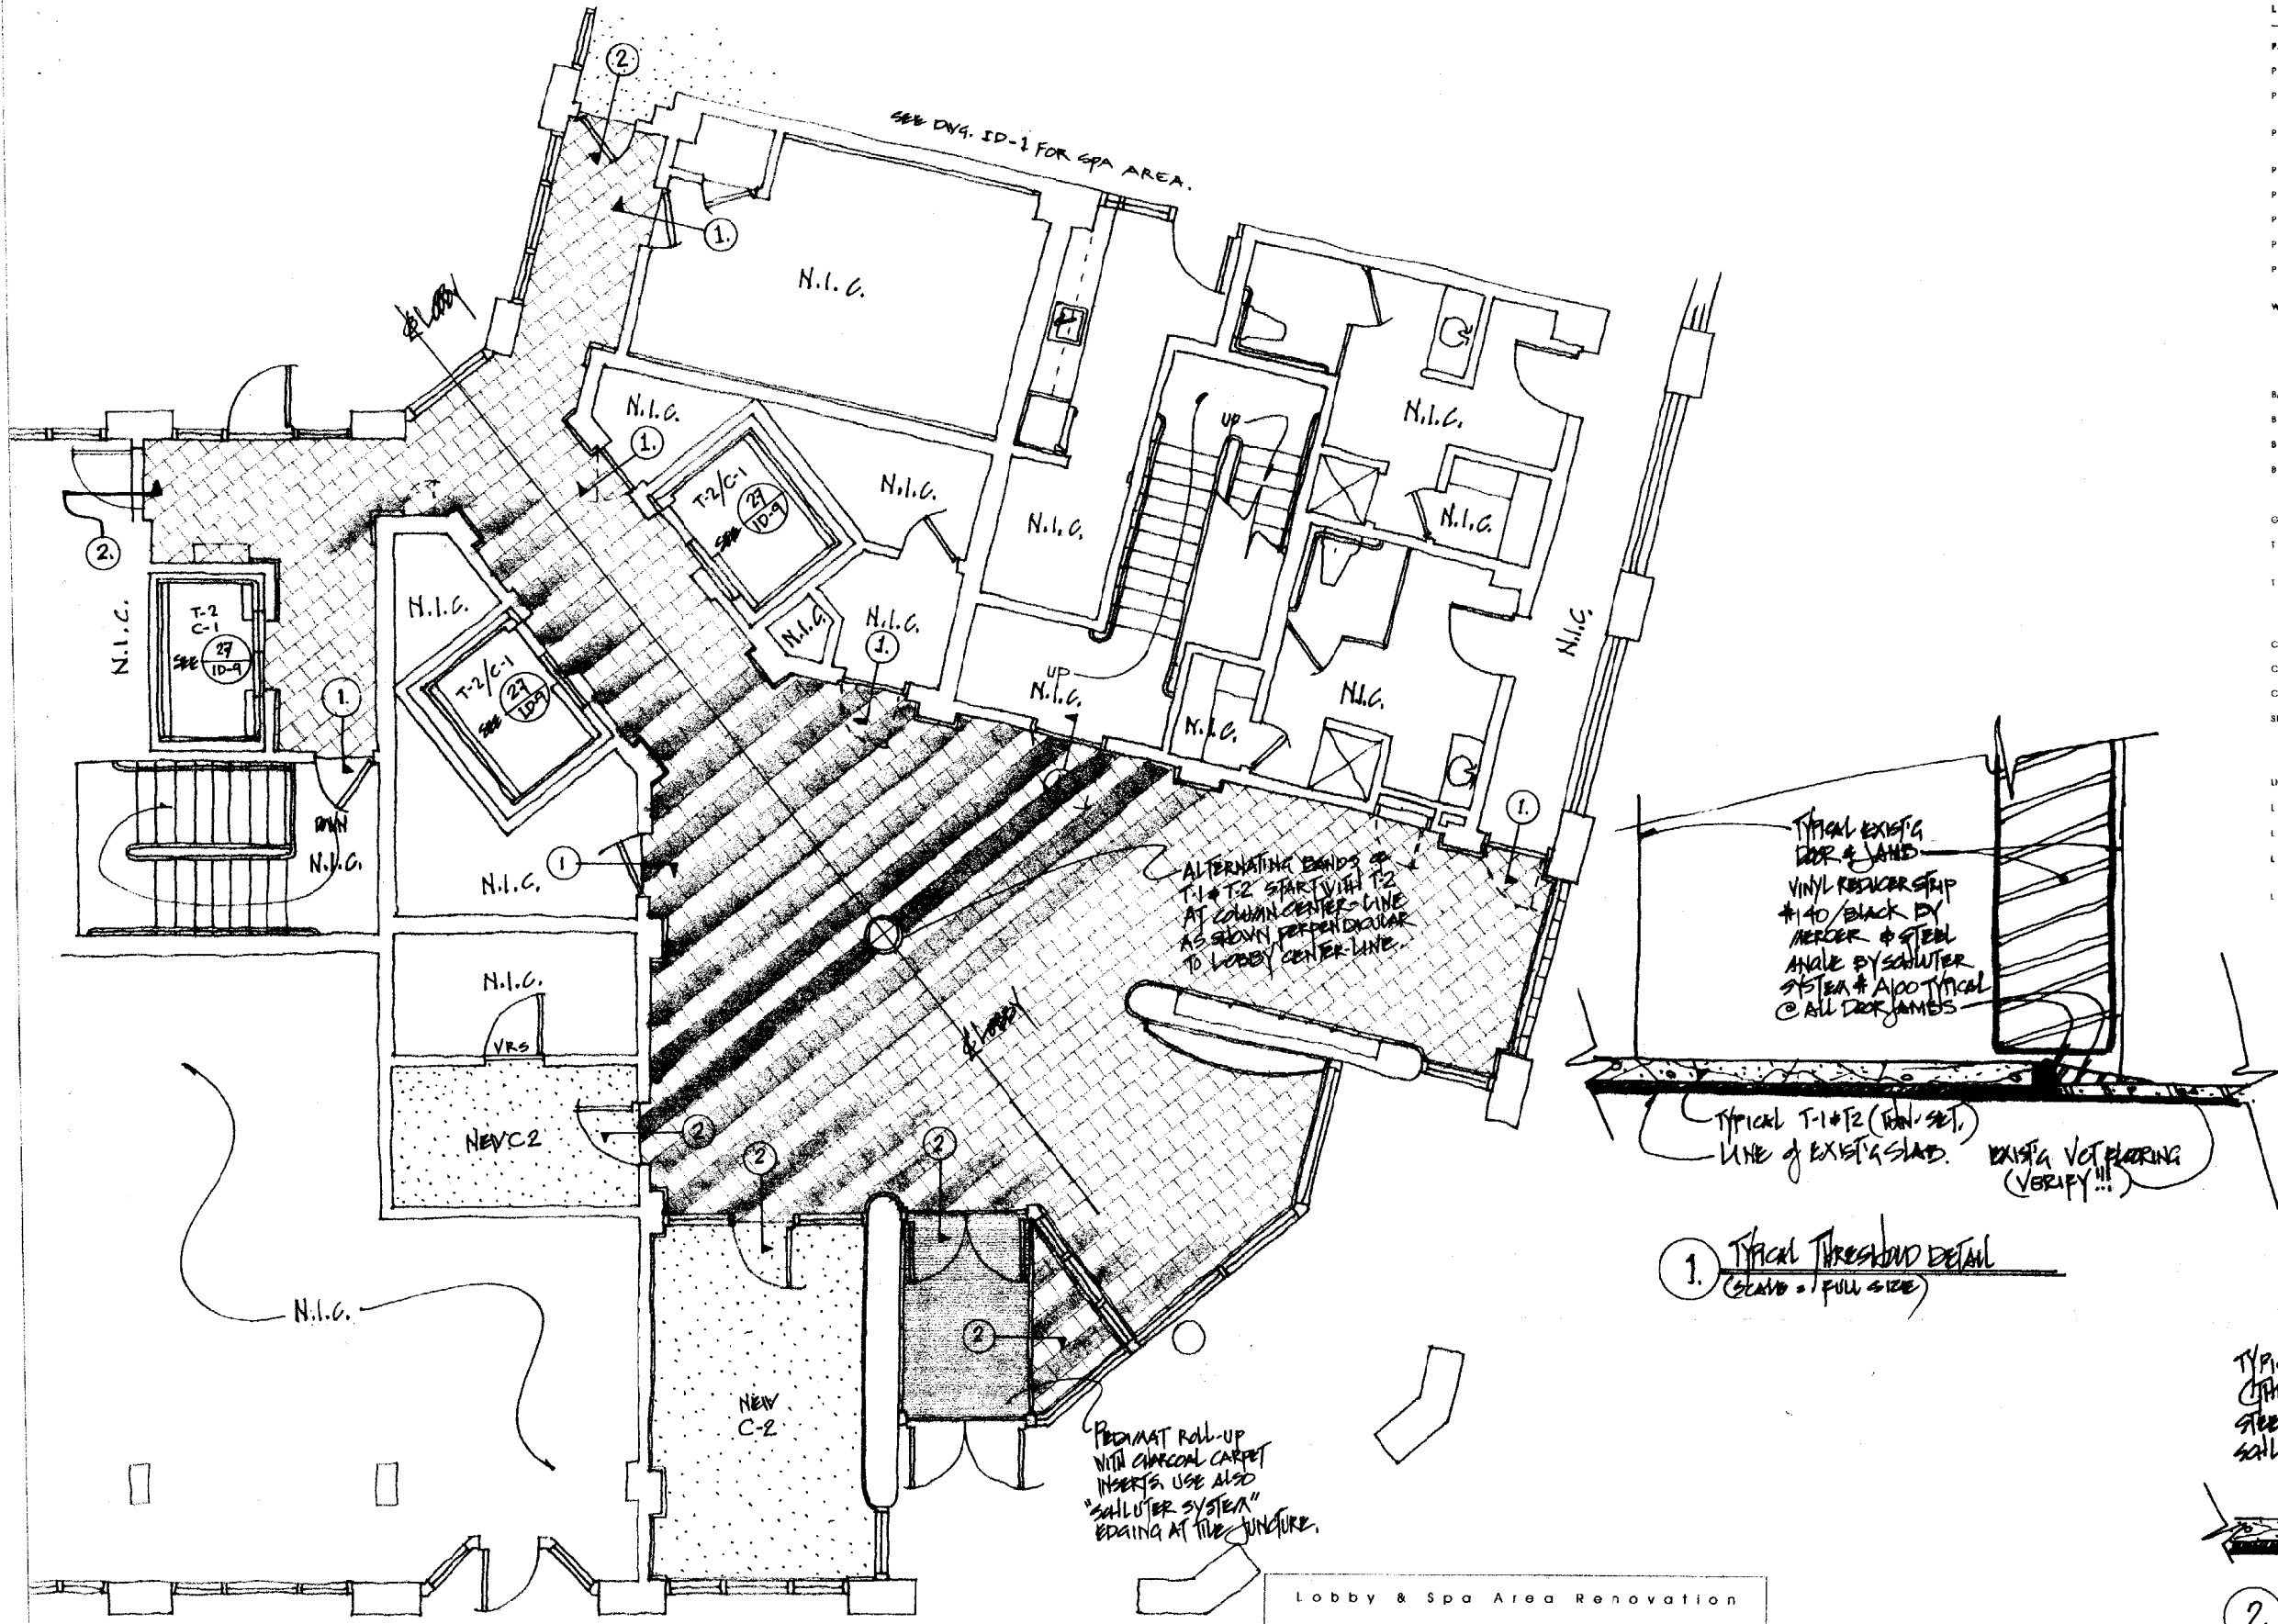 2
SEE DWG. ID-1 FOR SPA AREA.
1.
N.I.C.
℄ LOBBY
N.I.C.
1.
T-2/C-1
SEE 27
ID-9
N.I.C.
N.I.C.
UP
N.I.C.
N.I.C.
2.
N.I.C.
T-2
C-1
SEE 27
ID-9
N.I.C.
T-2/C-1
SEE 27
ID-9
N.I.C.
N.I.C.
1.
UP
N.I.C.
N.I.C.
N.I.C.
N.I.C.
1.
DOWN
N.I.C.
N.I.C.
1
1.
ALTERNATING BANDS OF
T-1 & T-2 START WITH T-2
AT COLUMN CENTER-LINE
AS SHOWN PERPENDICULAR
TO LOBBY CENTER-LINE.
TYPICAL EXIST'G
DOOR & JAMB
VINYL REDUCER STRIP
#140/BLACK BY
MERCER & STEEL
ANGLE BY SCHLUTER
SYSTEM # A100 TYPICAL
@ ALL DOOR JAMBS
N.I.C.
VRS
℄ LOBBY
NEW C2
2
2
2
TYPICAL T-1 & T2 (THIN-SET.)
LINE of EXIST'G SLAB.
EXIST'G VCT FLOORING
(VERIFY!!!)
1. TYPICAL THRESHOLD DETAIL
(SCALE = FULL SIZE)
N.I.C.
2
NEW
C-2
PEDIMAT ROLL-UP
WITH CHARCOAL CARPET
INSERTS. USE ALSO
"SCHLUTER SYSTEM"
EDGING AT TILE JUNCTURE.
Lobby & Spa Area Renovation
2